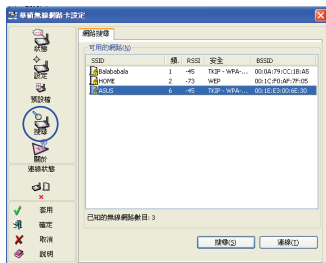 華碩無線網路卡設定
狀態
設定
預設檔
搜尋
關於
連線狀態
套用
確定
取消
說明
網路搜尋
可用的網路(N)
SSID 頻. RSSI 安全 BSSID
Balabababala 1 -45 TKIP - WPA-... 00:0A:79:CC:1B:A5
HOME 2 -73 WEP 00:1C:F0:AF:7F:05
ASUS 6 -45 TKIP - WPA-... 00:1E:E3:00:6E:30
已知的無線網路數目: 3
搜尋(S)
連線(T)